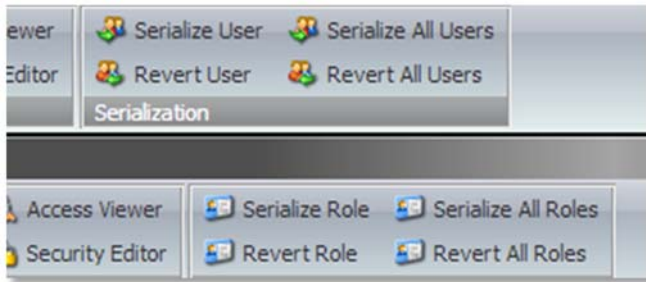 ewer Serialize User Serialize All Users
Editor Revert User Revert All Users
Serialization
Access Viewer Serialize Role Serialize All Roles
Security Editor Revert Role Revert All Roles